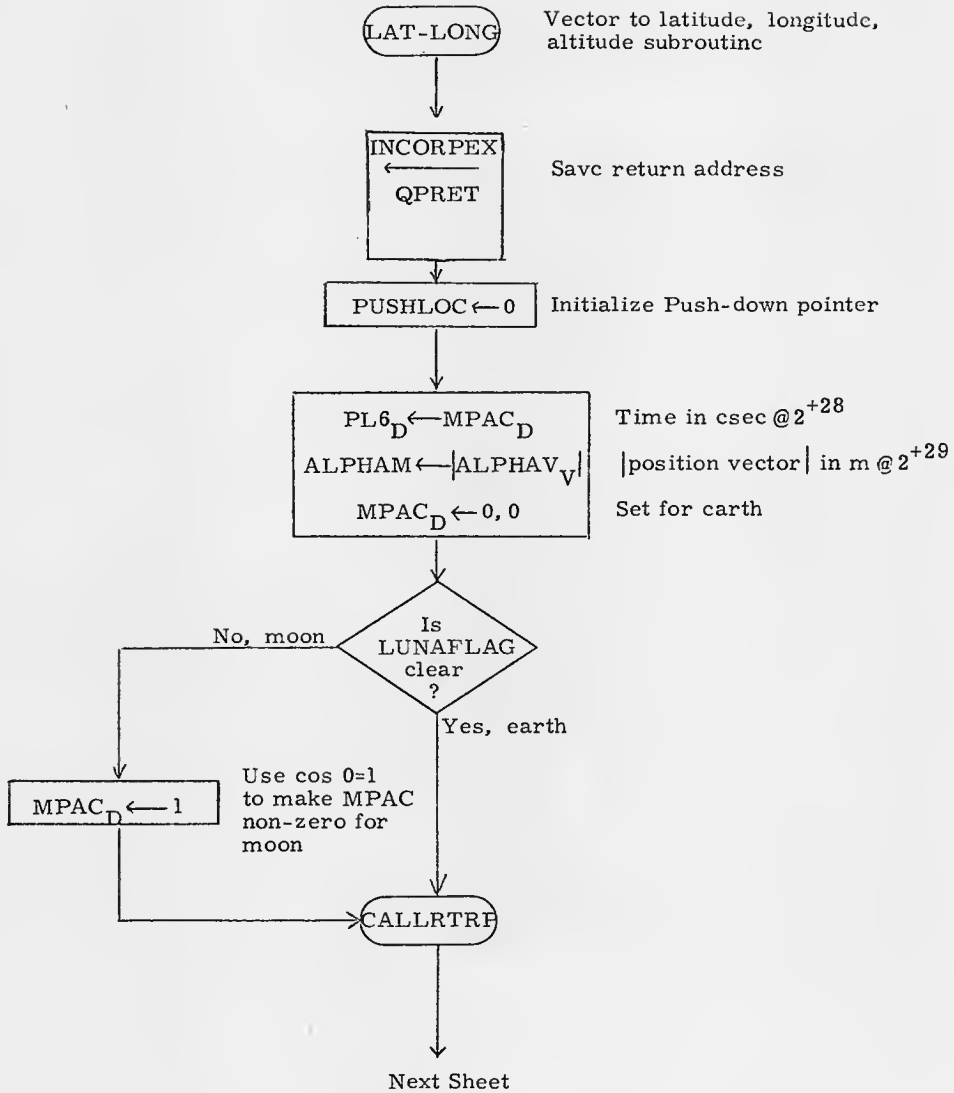 LAT-LONG
Vector to latitude, longitude,
altitude subroutinc
INCORPEX
←
QPRET
Savc return address
PUSHLOC ← 0
Initialize Push-down pointer
PL6D ← MPACD
Time in csec @ 2+28
ALPHAM ← |ALPHAVV|
|position vector| in m @ 2+29
MPACD ← 0, 0
Set for carth
Is
LUNAFLAG
clear
?
No, moon
Yes, earth
MPACD ← 1
Use cos 0=1
to make MPAC
non-zero for
moon
CALLRTRP
Next Sheet